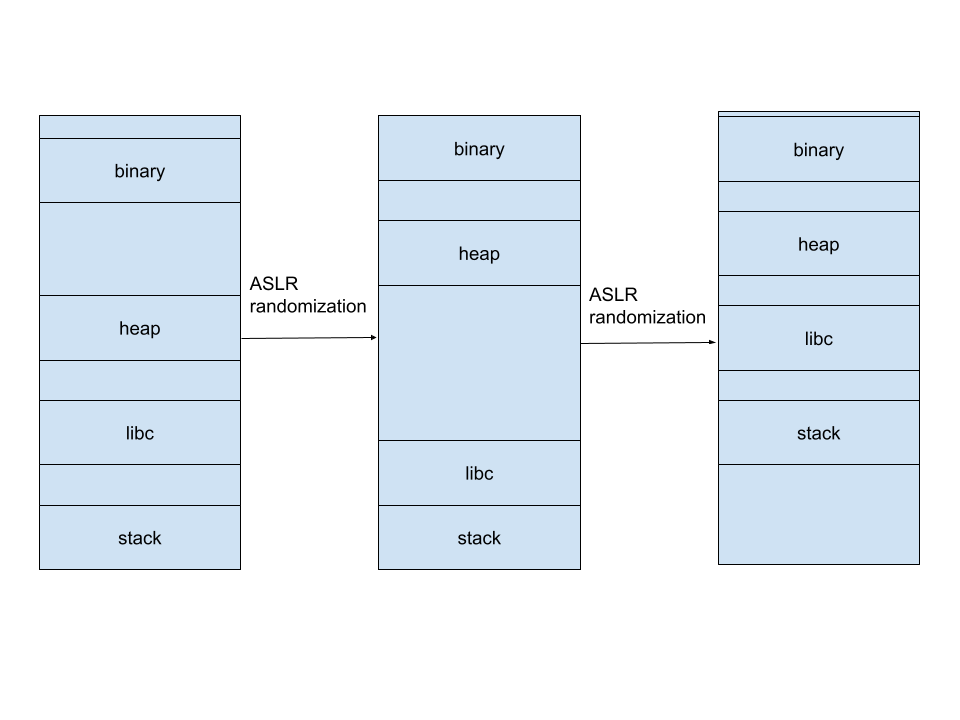 binary
heap
libc
stack
ASLR
randomization
binary
heap
libc
stack
ASLR
randomization
binary
heap
libc
stack